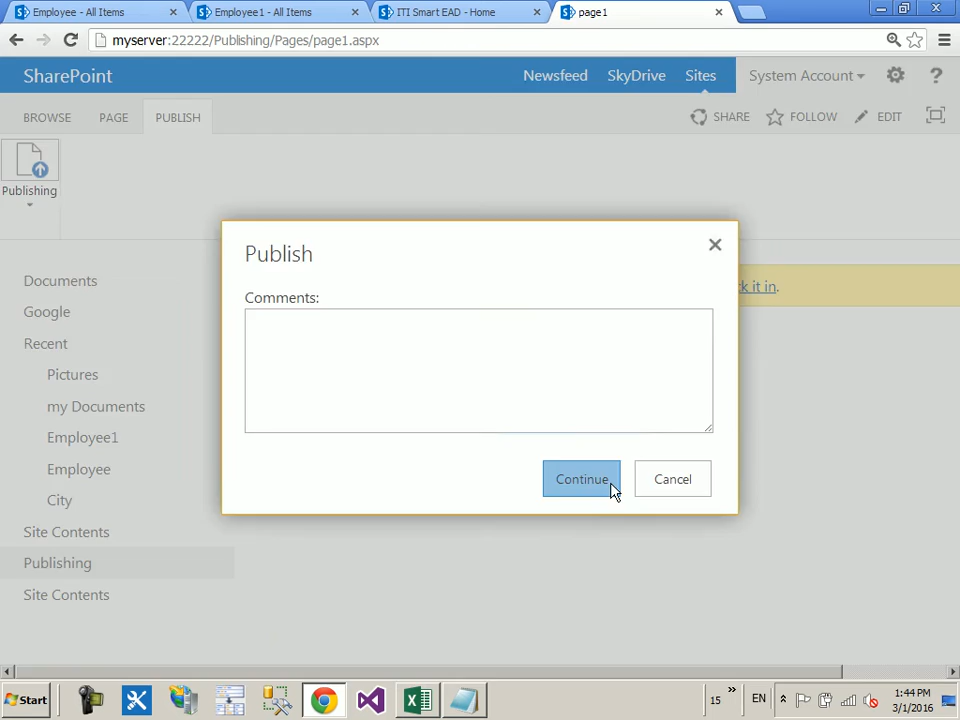 Employee - All Items
Employee1 - All Items
ITI Smart EAD - Home
page1
myserver:22222/Publishing/Pages/page1.aspx
SharePoint
Newsfeed
SkyDrive
Sites
System Account
?
BROWSE
PAGE
PUBLISH
SHARE
FOLLOW
EDIT
Publishing
Publish
Comments:
Continue
Cancel
k it in.
Documents
Google
Recent
Pictures
my Documents
Employee1
Employee
City
Site Contents
Publishing
Site Contents
Start
15
EN
1:44 PM
3/1/2016